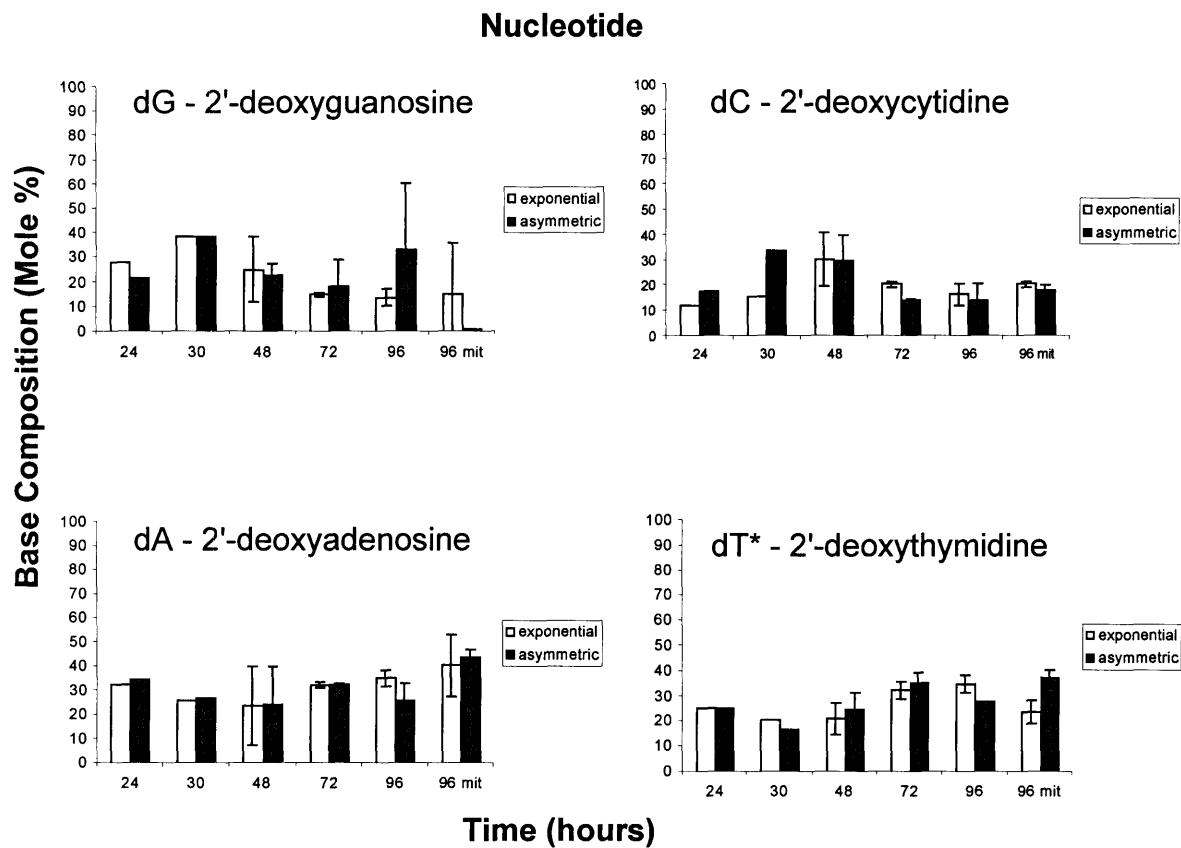 Nucleotide
Base Composition (Mole %)
dG - 2'-deoxyguanosine
100
90
80
70
60
50
40
30
20
10
0
24 30 48 72 96 96 mit
exponential
asymmetric
dC - 2'-deoxycytidine
100
90
80
70
60
50
40
30
20
10
0
24 30 48 72 96 96 mit
exponential
asymmetric
dA - 2'-deoxyadenosine
100
90
80
70
60
50
40
30
20
10
0
24 30 48 72 96 96 mit
exponential
asymmetric
dT* - 2'-deoxythymidine
100
90
80
70
60
50
40
30
20
10
0
24 30 48 72 96 96 mit
exponential
asymmetric
Time (hours)